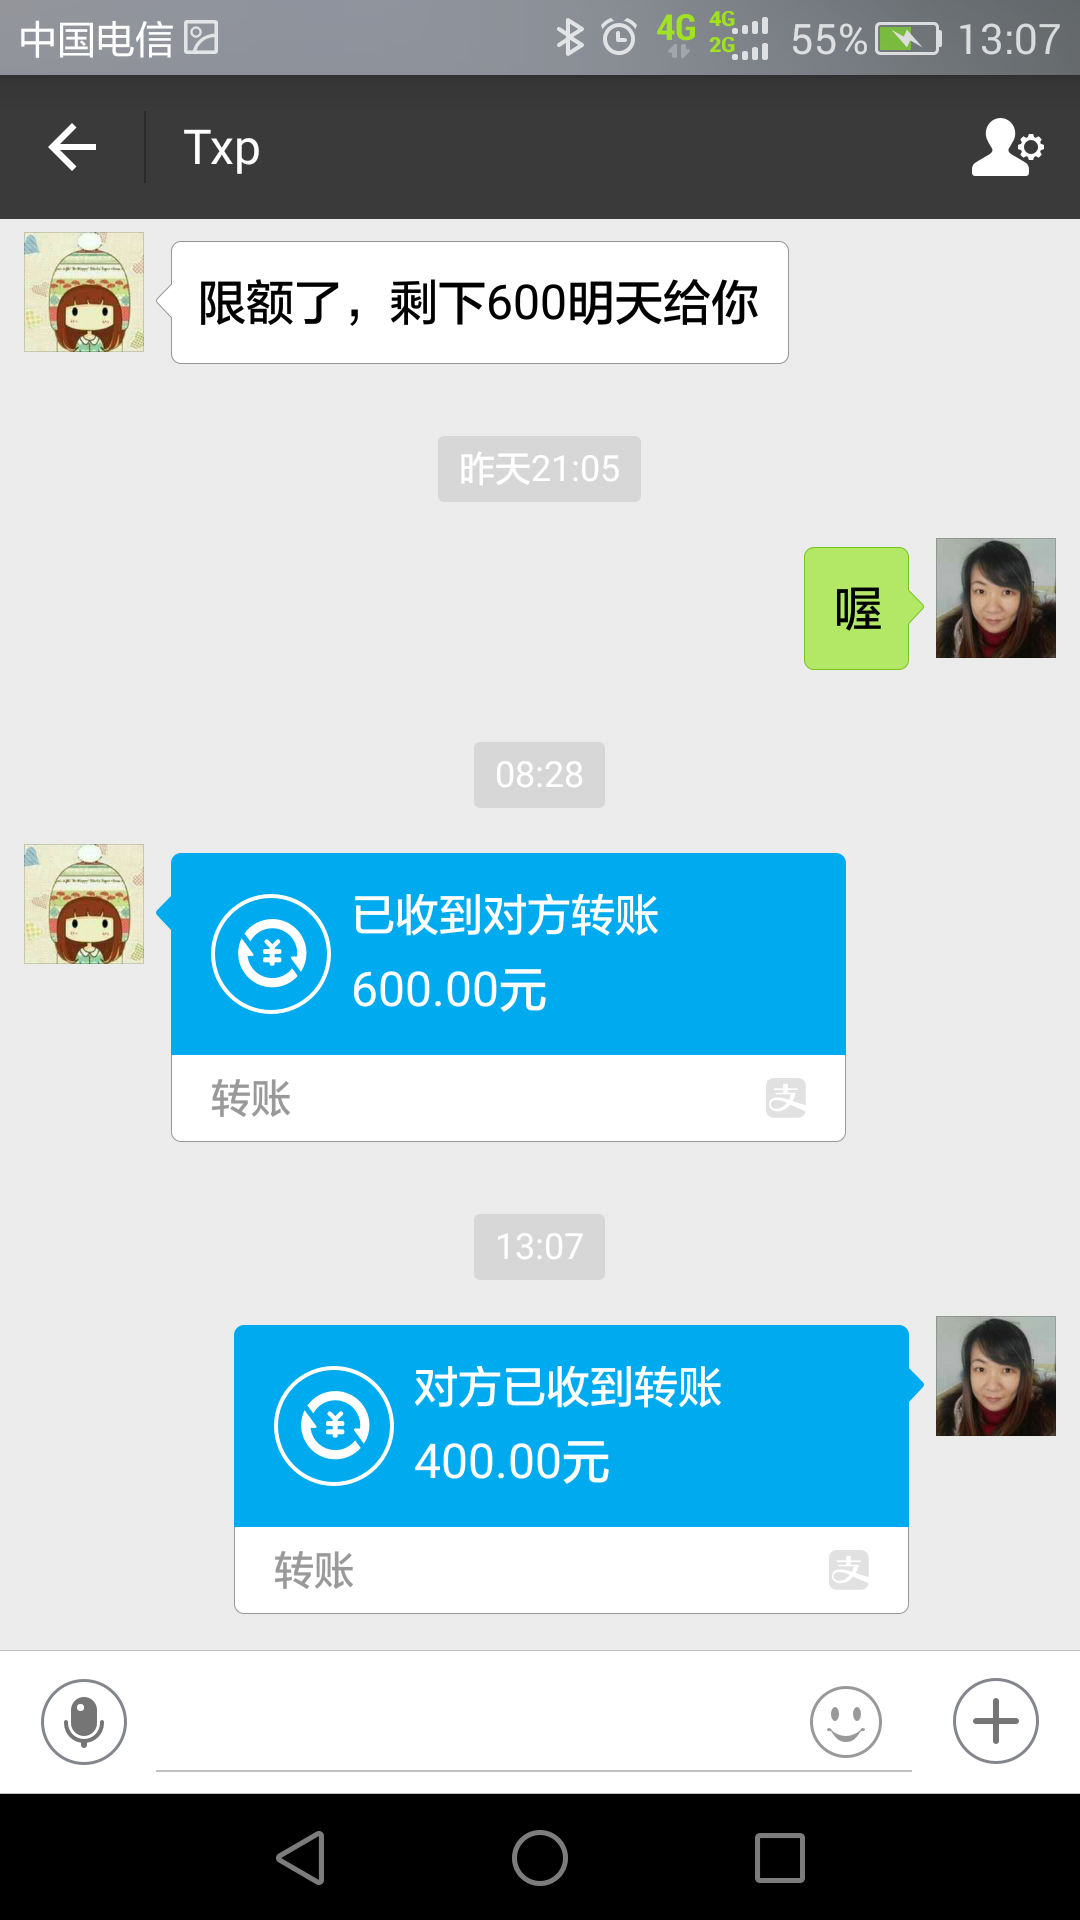 中国电信 4G 4G 2G 55% 13:07
Txp
限额了，剩下600明天给你
昨天21:05
喔
08:28
已收到对方转账
600.00元
转账 支
13:07
对方已收到转账
400.00元
转账 支